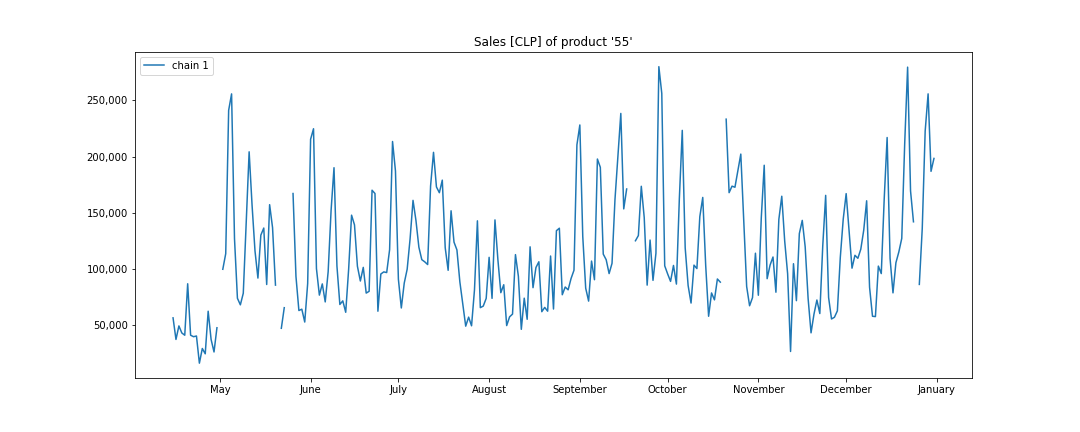 Sales [CLP] of product '55'
chain 1
250,000
200,000
150,000
100,000
50,000
May June July August September October November December January